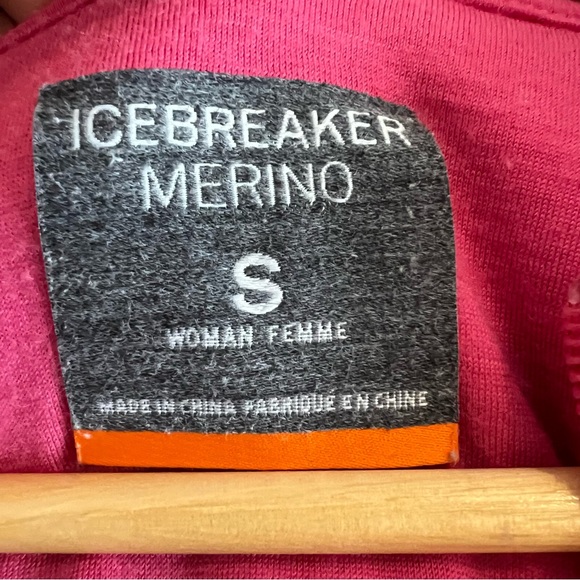 ICEBREAKER
MERINO
S
WOMAN FEMME
MADE IN CHINA FABRIQUÉ EN CHINE